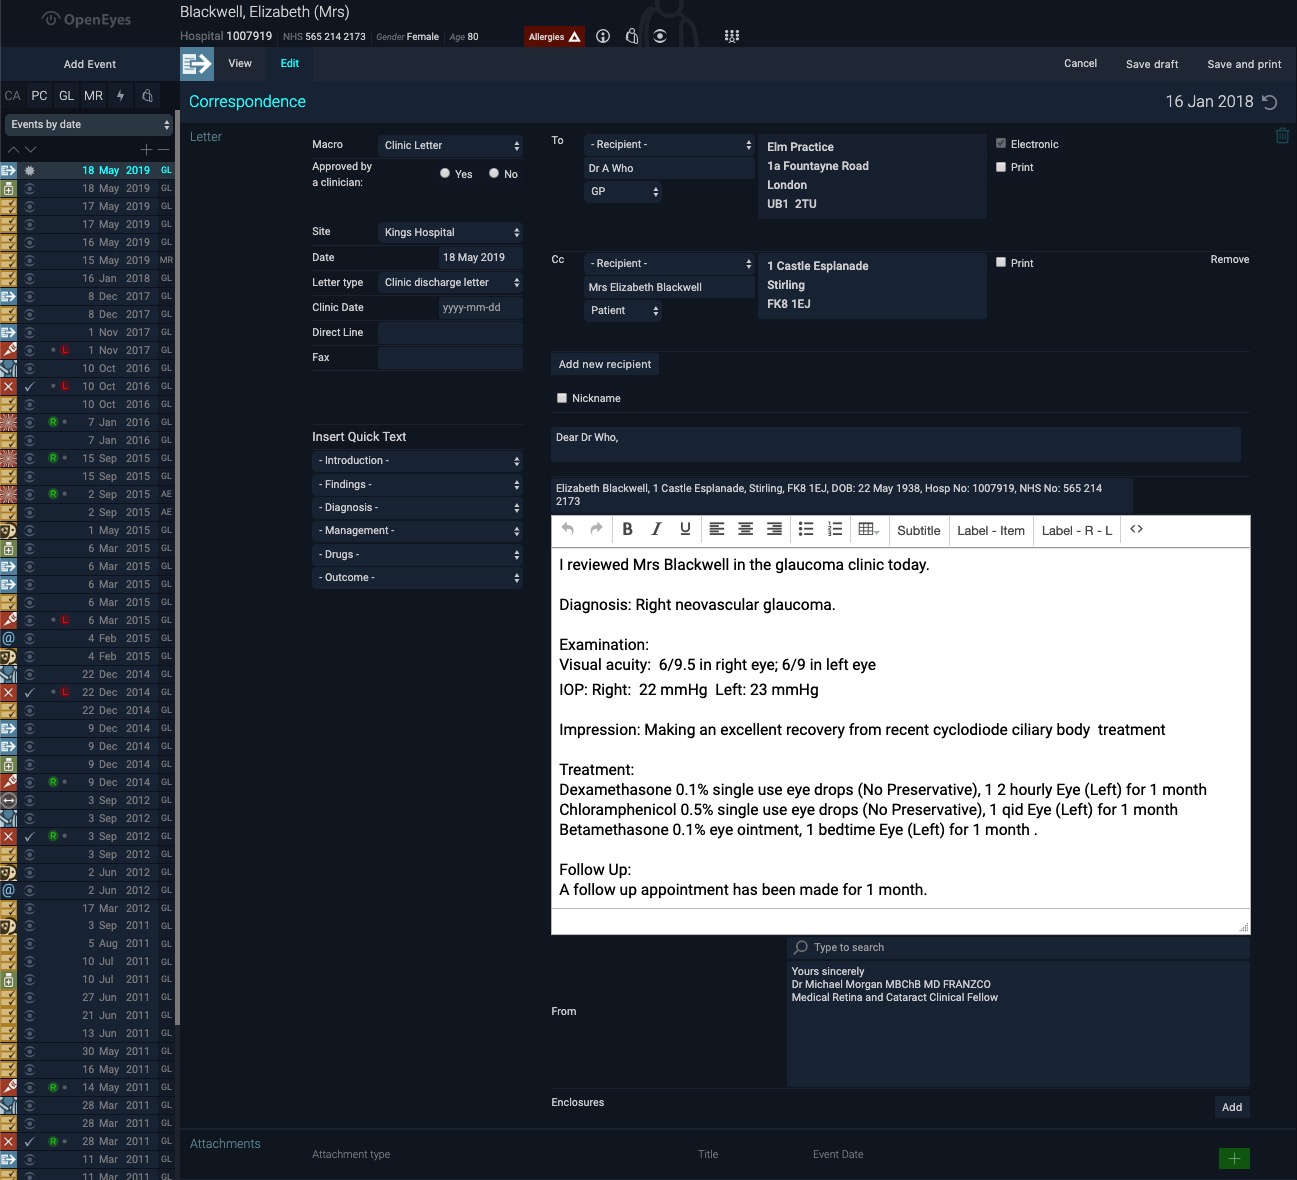 OpenEyes
Blackwell, Elizabeth (Mrs)
Hospital 1007919 NHS 565 214 2173 Gender Female Age 80
Allergies
Add Event
View
Edit
Cancel
Save draft
Save and print
CA PC GL MR
Events by date
18 May 2019 GL
18 May 2019 GL
17 May 2019 GL
17 May 2019 GL
16 May 2019 GL
15 May 2019 MR
16 Jan 2018 GL
8 Dec 2017 GL
8 Dec 2017 GL
1 Nov 2017 GL
L 1 Nov 2017 GL
10 Oct 2016 GL
L 10 Oct 2016 GL
10 Oct 2016 GL
R 7 Jan 2016 GL
7 Jan 2016 GL
R 15 Sep 2015 GL
15 Sep 2015 GL
R 2 Sep 2015 AE
2 Sep 2015 AE
1 May 2015 GL
6 Mar 2015 GL
6 Mar 2015 GL
6 Mar 2015 GL
6 Mar 2015 GL
L 6 Mar 2015 GL
@ 4 Feb 2015 GL
4 Feb 2015 GL
22 Dec 2014 GL
L 22 Dec 2014 GL
22 Dec 2014 GL
9 Dec 2014 GL
9 Dec 2014 GL
9 Dec 2014 GL
R 9 Dec 2014 GL
3 Sep 2012 GL
3 Sep 2012 GL
R 3 Sep 2012 GL
3 Sep 2012 GL
2 Jun 2012 GL
@ 2 Jun 2012 GL
17 Mar 2012 GL
3 Sep 2011 GL
5 Aug 2011 GL
10 Jul 2011 GL
10 Jul 2011 GL
27 Jun 2011 GL
21 Jun 2011 GL
13 Jun 2011 GL
30 May 2011 GL
16 May 2011 GL
R 14 May 2011 GL
28 Mar 2011 GL
28 Mar 2011 GL
R 28 Mar 2011 GL
11 Mar 2011 GL
11 Mar 2011 GL
Correspondence
16 Jan 2018
Letter
Macro Clinic Letter
Approved by
a clinician:
Yes No
Site Kings Hospital
Date 18 May 2019
Letter type Clinic discharge letter
Clinic Date yyyy-mm-dd
Direct Line
Fax
Insert Quick Text
- Introduction -
- Findings -
- Diagnosis -
- Management -
- Drugs -
- Outcome -
To
- Recipient -
Dr A Who
GP
Elm Practice
1a Fountayne Road
London
UB1 2TU
Electronic
Print
Cc
- Recipient -
Mrs Elizabeth Blackwell
Patient
1 Castle Esplanade
Stirling
FK8 1EJ
Print
Remove
Add new recipient
Nickname
Dear Dr Who,
Elizabeth Blackwell, 1 Castle Esplanade, Stirling, FK8 1EJ, DOB: 22 May 1938, Hosp No: 1007919, NHS No: 565 214
2173
B I U Subtitle Label - Item Label - R - L <>
I reviewed Mrs Blackwell in the glaucoma clinic today.
Diagnosis: Right neovascular glaucoma.
Examination:
Visual acuity: 6/9.5 in right eye; 6/9 in left eye
IOP: Right: 22 mmHg Left: 23 mmHg
Impression: Making an excellent recovery from recent cyclodiode ciliary body treatment
Treatment:
Dexamethasone 0.1% single use eye drops (No Preservative), 1 2 hourly Eye (Left) for 1 month
Chloramphenicol 0.5% single use eye drops (No Preservative), 1 qid Eye (Left) for 1 month
Betamethasone 0.1% eye ointment, 1 bedtime Eye (Left) for 1 month .
Follow Up:
A follow up appointment has been made for 1 month.
Type to search
From
Yours sincerely
Dr Michael Morgan MBChB MD FRANZCO
Medical Retina and Cataract Clinical Fellow
Enclosures
Add
Attachments
Attachment type Title Event Date